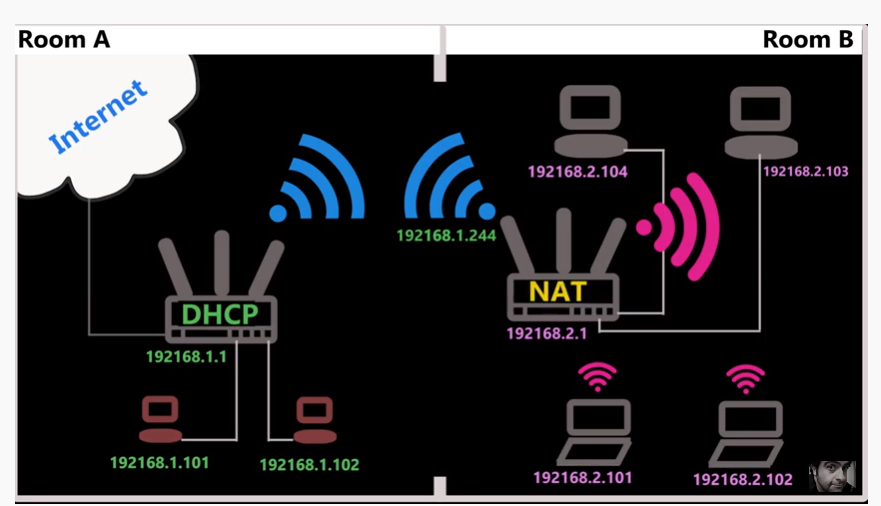 Room A
Room B
Internet
192168.2.104
192168.2.103
192168.1.244
NAT
DHCP
192168.2.1
192168.1.1
192168.1.101
192168.1.102
192168.2.101
192168.2.102